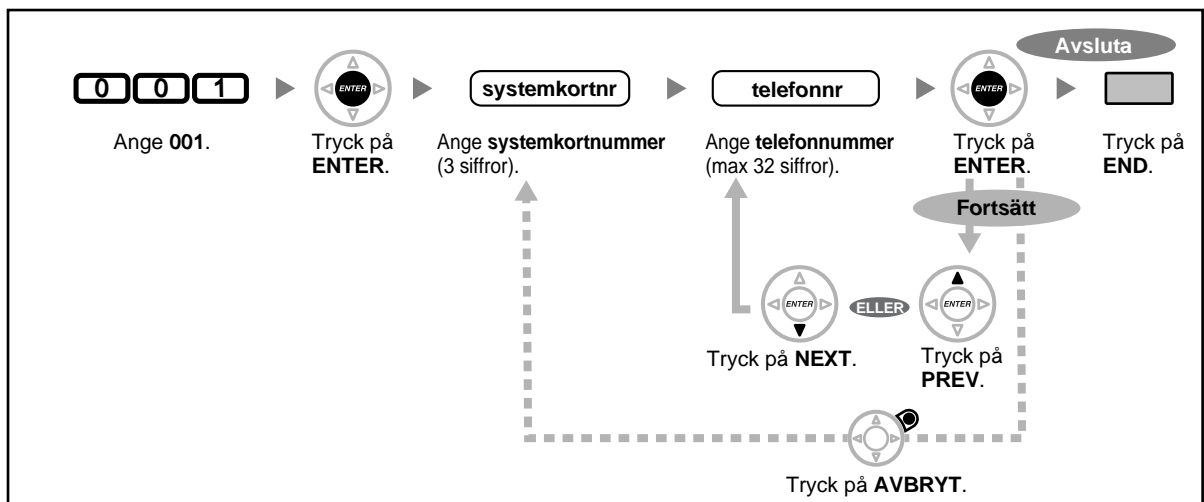 Avsluta
0 0 1
ENTER
systemkortnr
telefonnr
ENTER
Ange 001.
Tryck på
ENTER.
Ange systemkortnummer
(3 siffror).
Ange telefonnummer
(max 32 siffror).
Tryck på
ENTER.
Tryck på
END.
Fortsätt
ENTER
ELLER
ENTER
Tryck på NEXT.
Tryck på
PREV.
Tryck på AVBRYT.